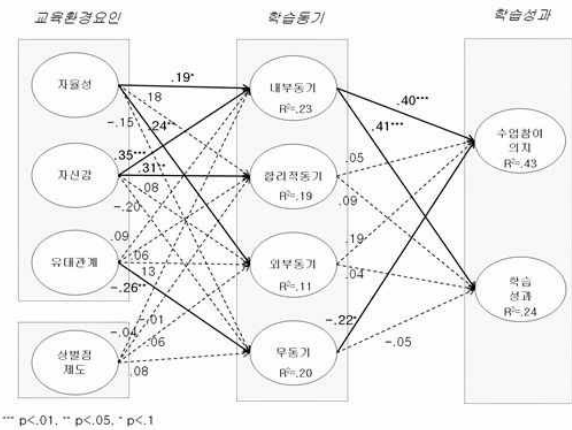 교육환경요인
학습동기
학습성과
자율성
자신감
유대관계
상벌점
제도
내부동기
R²=.23
합리적동기
R²=.19
외부동기
R²=.11
무동기
R²=.20
수업참여
의지
R²=.43
학습
성과
R²=.24
.19*
.18
-.15
.24**
.35***
.31**
.08
-.20
.09
.06
.13
-.26**
-.04
-.01
.06
.08
.40***
.41***
.05
.09
.19
.04
-.22*
-.05
*** p<.01, ** p<.05, * p<.1